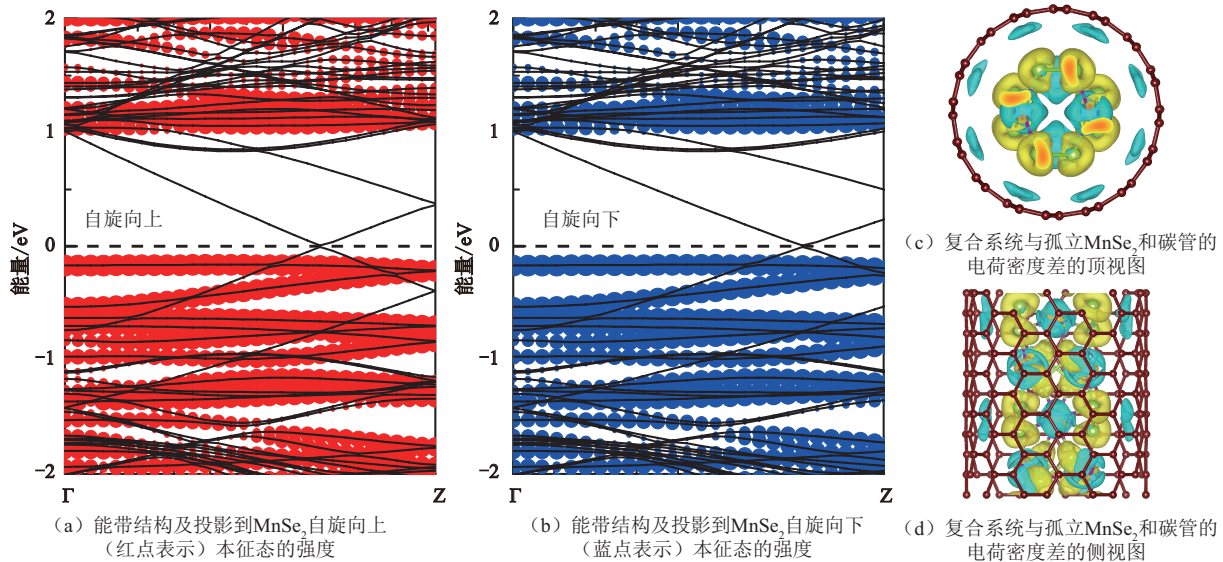 2
1
0
−1
−2
能量/eV
自旋向上
Γ
Z
(a) 能带结构及投影到MnSe₂自旋向上
(红点表示)本征态的强度
2
1
0
−1
−2
能量/eV
自旋向下
Γ
Z
(b) 能带结构及投影到MnSe₂自旋向下
(蓝点表示)本征态的强度
(c) 复合系统与孤立MnSe₂和碳管的
电荷密度差的顶视图
(d) 复合系统与孤立MnSe₂和碳管的
电荷密度差的侧视图